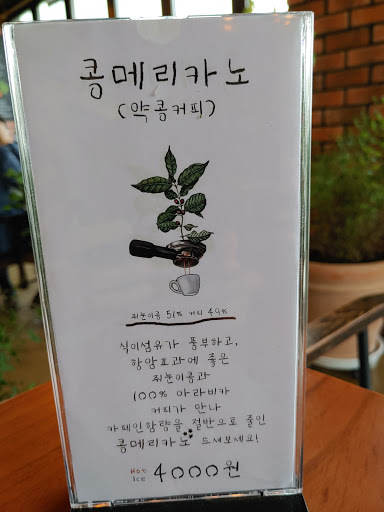 콩메리카노
(약콩커피)
쥐눈이콩 51% 커피 49%
식이섬유가 풍부하고,
항암효과에 좋은
쥐눈이콩과
100% 아라비카
커피가 만나
카페인함량을 절반으로 줄인
콩메리카노 드셔보세요!
HOT
ICE 4000원